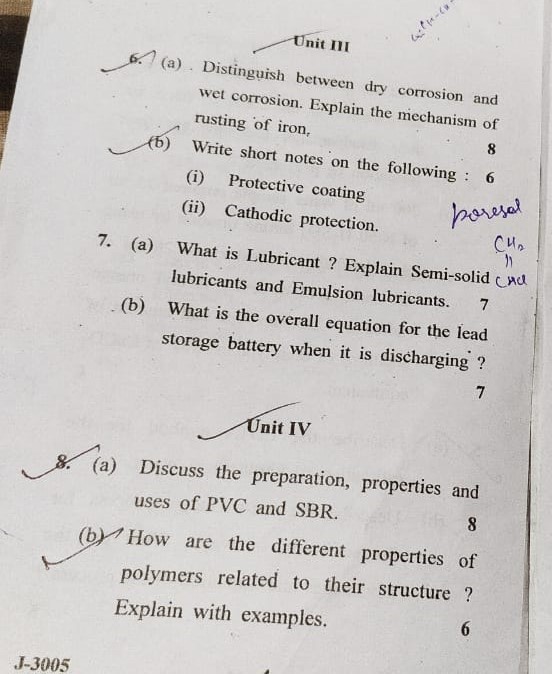 Unit III
6. (a) Distinguish between dry corrosion and
wet corrosion. Explain the mechanism of
rusting of iron. 8
(b) Write short notes on the following : 6
(i) Protective coating
(ii) Cathodic protection.
CH₂
||
CHCl
7. (a) What is Lubricant ? Explain Semi-solid
lubricants and Emulsion lubricants. 7
(b) What is the overall equation for the lead
storage battery when it is discharging ?
7
Unit IV
8. (a) Discuss the preparation, properties and
uses of PVC and SBR. 8
(b) How are the different properties of
polymers related to their structure ?
Explain with examples. 6
J-3005